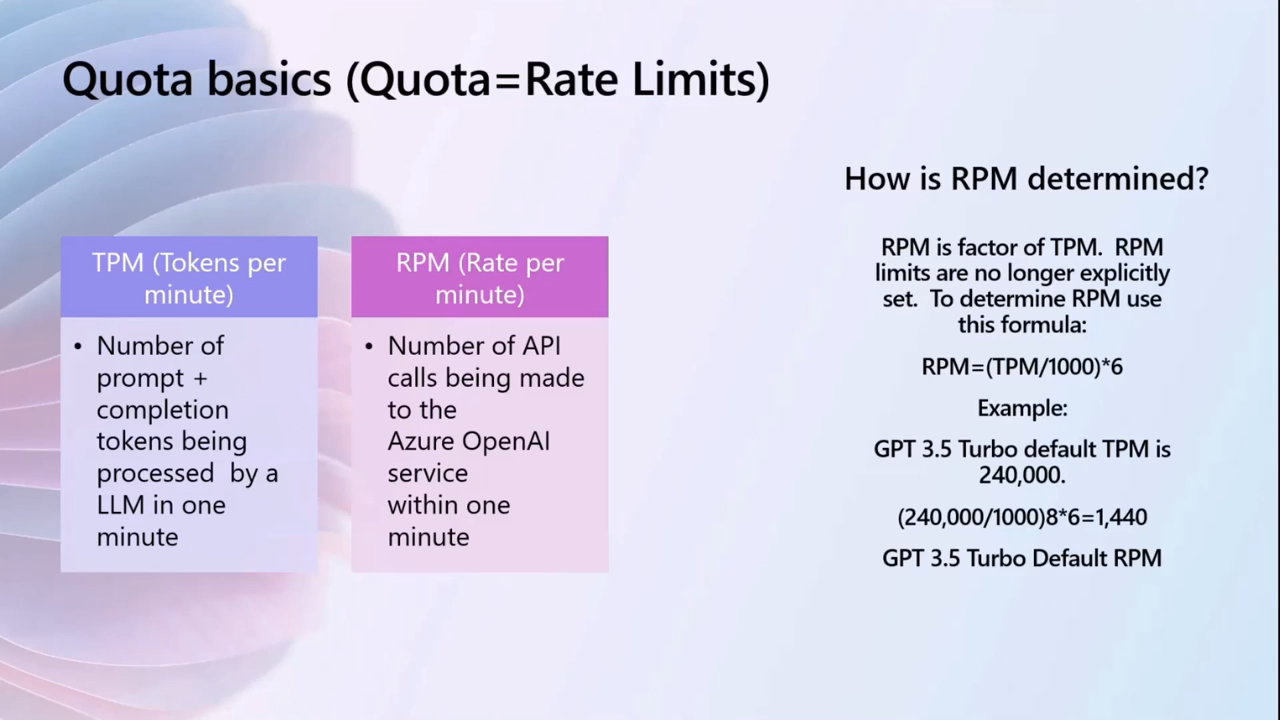 Quota basics (Quota=Rate Limits)
TPM (Tokens per
minute)
• Number of
prompt +
completion
tokens being
processed  by a
LLM in one
minute
RPM (Rate per
minute)
• Number of API
calls being made
to the
Azure OpenAI
service
within one
minute
How is RPM determined?
RPM is factor of TPM.  RPM
limits are no longer explicitly
set.  To determine RPM use
this formula:
RPM=(TPM/1000)*6
Example:
GPT 3.5 Turbo default TPM is
240,000.
(240,000/1000)8*6=1,440
GPT 3.5 Turbo Default RPM